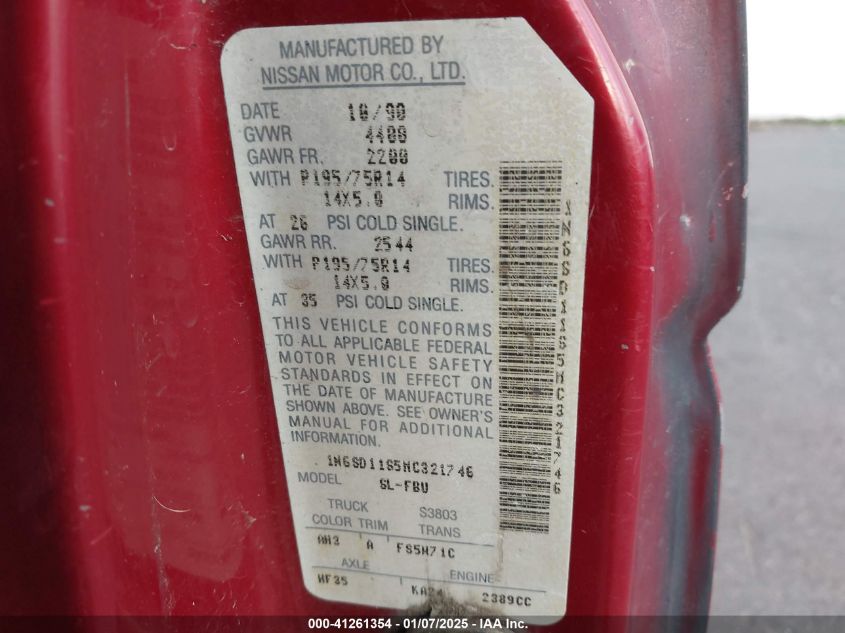 MANUFACTURED BY
NISSAN MOTOR CO., LTD.
DATE 10/90
GVWR 4400
GAWR FR. 2200
WITH P195/75R14 TIRES.
14X5.0 RIMS.
AT 26 PSI COLD SINGLE.
GAWR RR. 2544
WITH P195/75R14 TIRES.
14X5.0 RIMS.
AT 35 PSI COLD SINGLE.
THIS VEHICLE CONFORMS
TO ALL APPLICABLE FEDERAL
MOTOR VEHICLE SAFETY
STANDARDS IN EFFECT ON
THE DATE OF MANUFACTURE
SHOWN ABOVE. SEE OWNER'S
MANUAL FOR ADDITIONAL
INFORMATION.
1N6SD11S5MC321746
MODEL GL-FBU
TRUCK S3803
COLOR TRIM TRANS
AH3 A FS5W71C
AXLE ENGINE
HF35 KA24 2389CC
1N6SD11S5MC321746
000-41261354 - 01/07/2025 - IAA Inc.